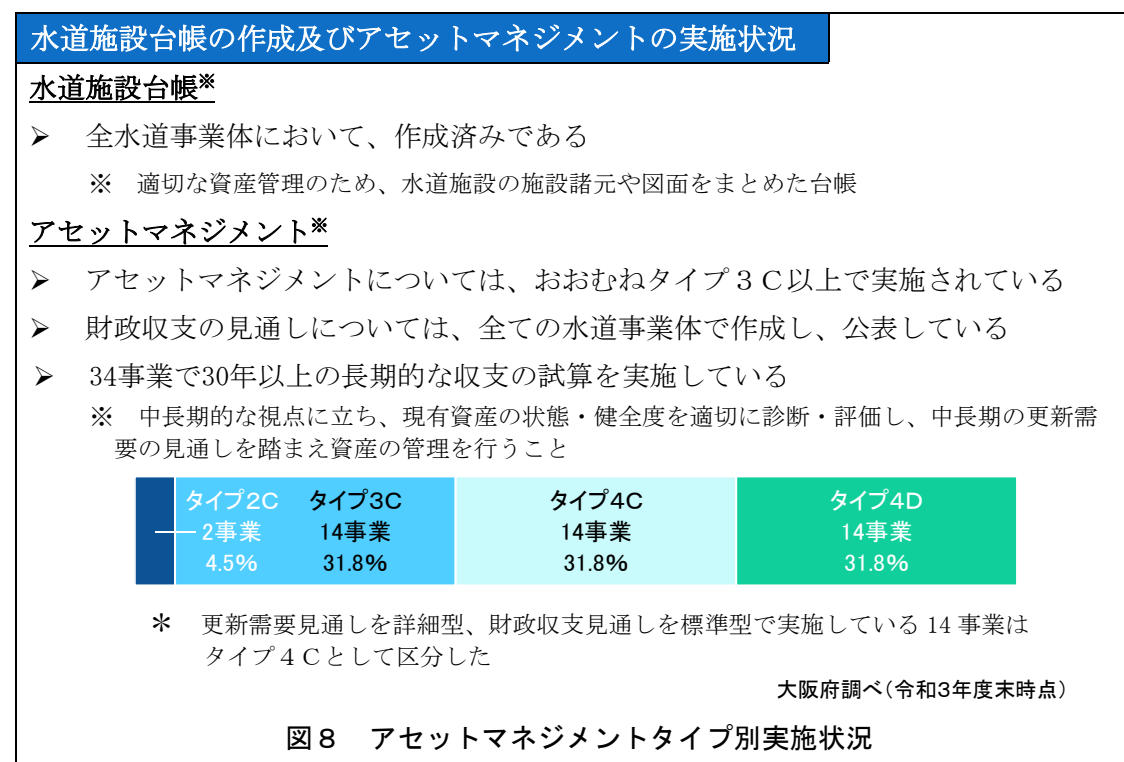 水道施設台帳の作成及びアセットマネジメントの実施状況
水道施設台帳※
➢ 全水道事業体において、作成済みである
※ 適切な資産管理のため、水道施設の施設諸元や図面をまとめた台帳
アセットマネジメント※
➢ アセットマネジメントについては、おおむねタイプ３Ｃ以上で実施されている
➢ 財政収支の見通しについては、全ての水道事業体で作成し、公表している
➢ 34事業で30年以上の長期的な収支の試算を実施している
※ 中長期的な視点に立ち、現有資産の状態・健全度を適切に診断・評価し、中長期の更新需
要の見通しを踏まえ資産の管理を行うこと
タイプ2C
2事業
4.5%
タイプ3C
14事業
31.8%
タイプ4C
14事業
31.8%
タイプ4D
14事業
31.8%
＊ 更新需要見通しを詳細型、財政収支見通しを標準型で実施している 14 事業は
タイプ４Ｃとして区分した
大阪府調べ（令和3年度末時点）
図８ アセットマネジメントタイプ別実施状況